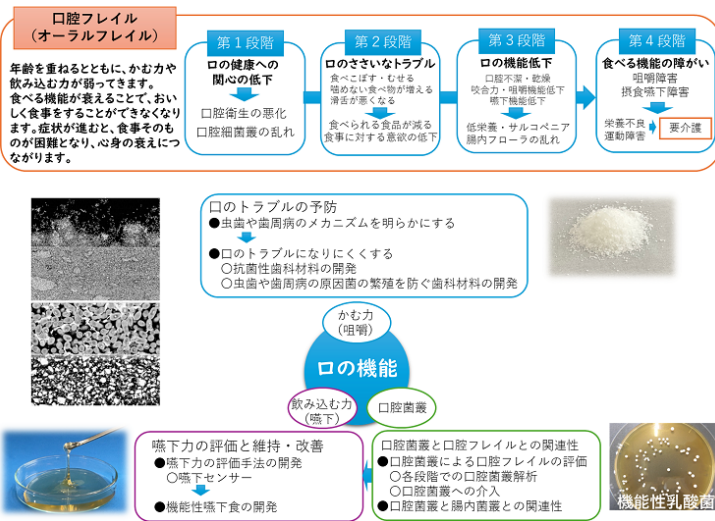 口腔フレイル
（オーラルフレイル）
年齢を重ねるとともに、かむ力や
飲み込む力が弱ってきます。
食べる機能が衰えることで、おい
しく食事をすることができなくなり
ます。症状が進むと、食事そのも
のが困難となり、心身の衰えにつ
ながります。
第１段階
口の健康への
関心の低下
口腔衛生の悪化
口腔細菌叢の乱れ
第２段階
口のささいなトラブル
食べこぼす・むせる
噛めない食べ物が増える
滑舌が悪くなる
食べられる食品が減る
食事に対する意欲の低下
第３段階
口の機能低下
口腔不潔・乾燥
咬合力・咀嚼機能低下
嚥下機能低下
低栄養・サルコペニア
腸内フローラの乱れ
第４段階
食べる機能の障がい
咀嚼障害
摂食嚥下障害
栄養不良
運動障害
要介護
口のトラブルの予防
●虫歯や歯周病のメカニズムを明らかにする
●口のトラブルになりにくくする
〇抗菌性歯科材料の開発
〇虫歯や歯周病の原因菌の繁殖を防ぐ歯科材料の開発
かむ力
（咀嚼）
口の機能
飲み込む力
（嚥下）
口腔菌叢
嚥下力の評価と維持・改善
●嚥下力の評価手法の開発
〇嚥下センサー
●機能性嚥下食の開発
口腔菌叢と口腔フレイルとの関連性
●口腔菌叢による口腔フレイルの評価
〇各段階での口腔菌叢解析
〇口腔菌叢への介入
●口腔菌叢と腸内菌叢との関連性
機能性乳酸菌